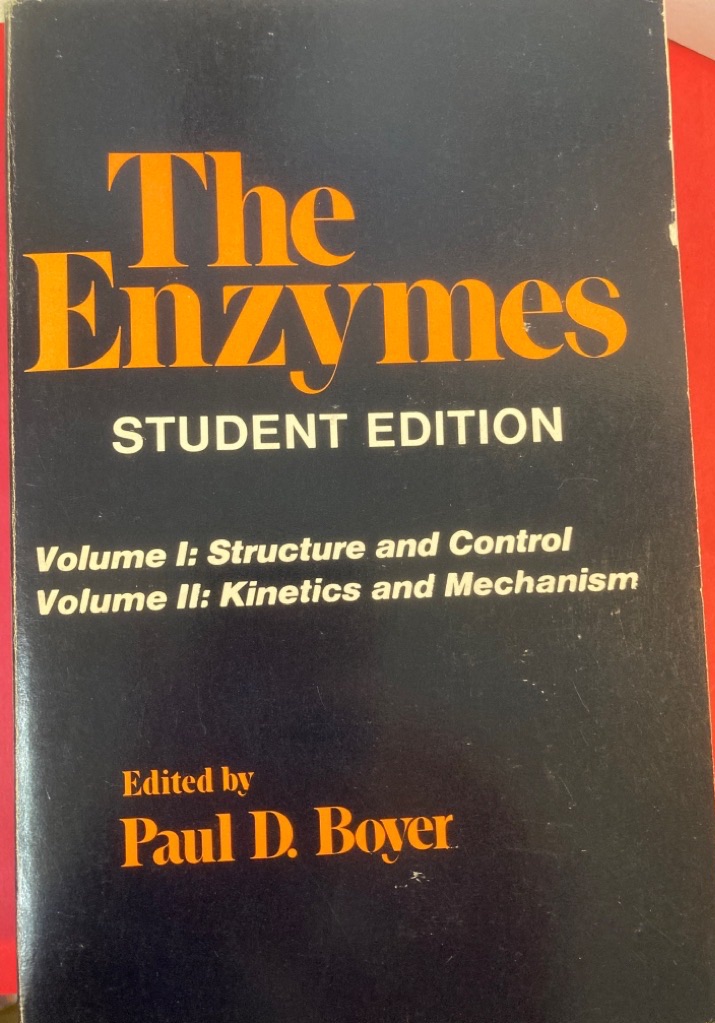 The
Enzymes
STUDENT EDITION
Volume I: Structure and Control
Volume II: Kinetics and Mechanism
Edited by
Paul D. Boyer